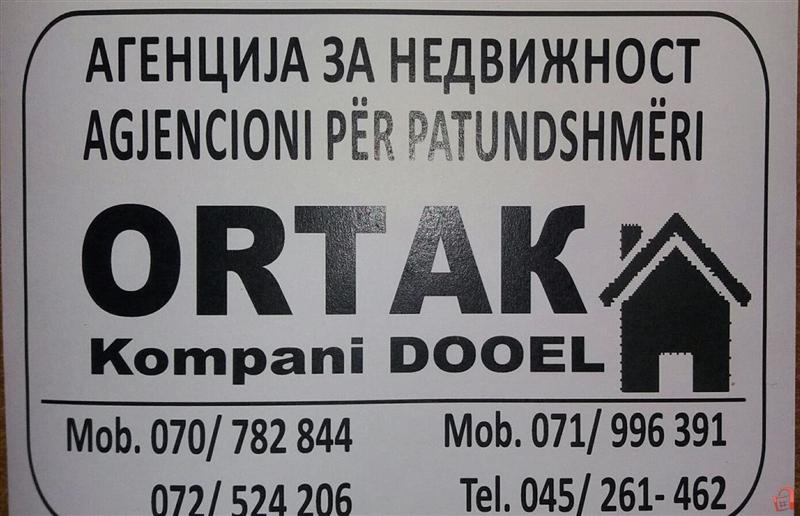 АГЕНЦИЈА ЗА НЕДВИЖНОСТ
AGJENCIONI PËR PATUNDSHMËRI
ORTAK
Kompani DOOEL
Mob. 070/ 782 844 Mob. 071/ 996 391
072/ 524 206 Tel. 045/ 261- 462